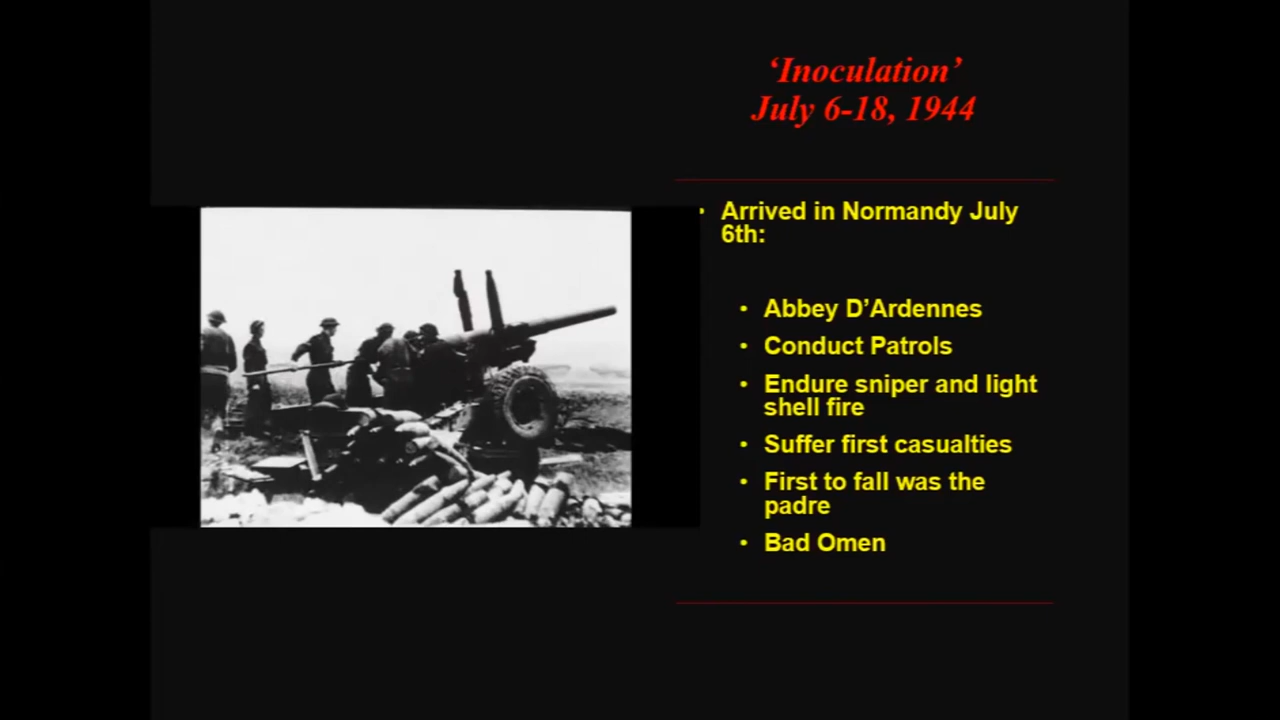 ‘Inoculation’
July 6-18, 1944
• Arrived in Normandy July
6th:
• Abbey D’Ardennes
• Conduct Patrols
• Endure sniper and light
shell fire
• Suffer first casualties
• First to fall was the
padre
• Bad Omen